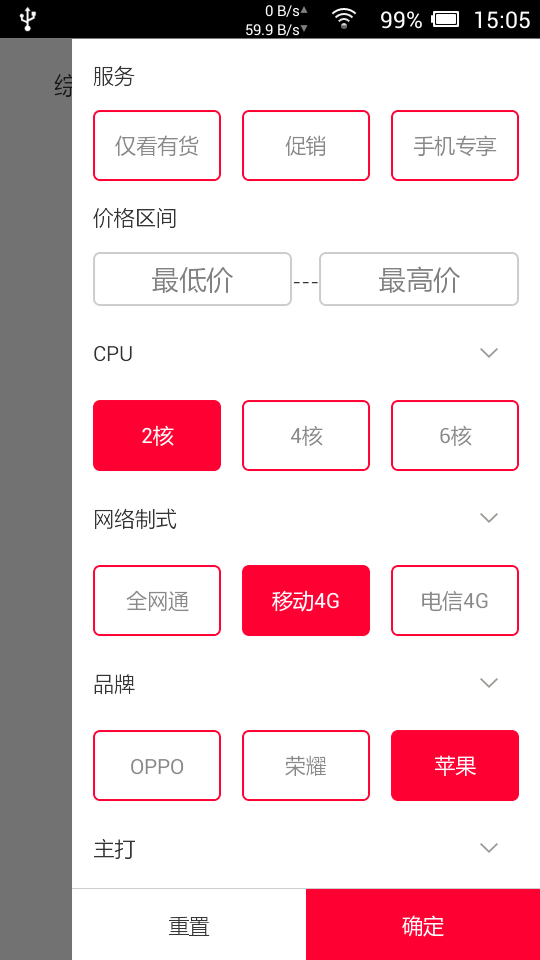 0 B/s
59.9 B/s
99%
15:05
综
服务
仅看有货 促销 手机专享
价格区间
最低价 --- 最高价
CPU
2核 4核 6核
网络制式
全网通 移动4G 电信4G
品牌
OPPO 荣耀 苹果
主打
重置 确定